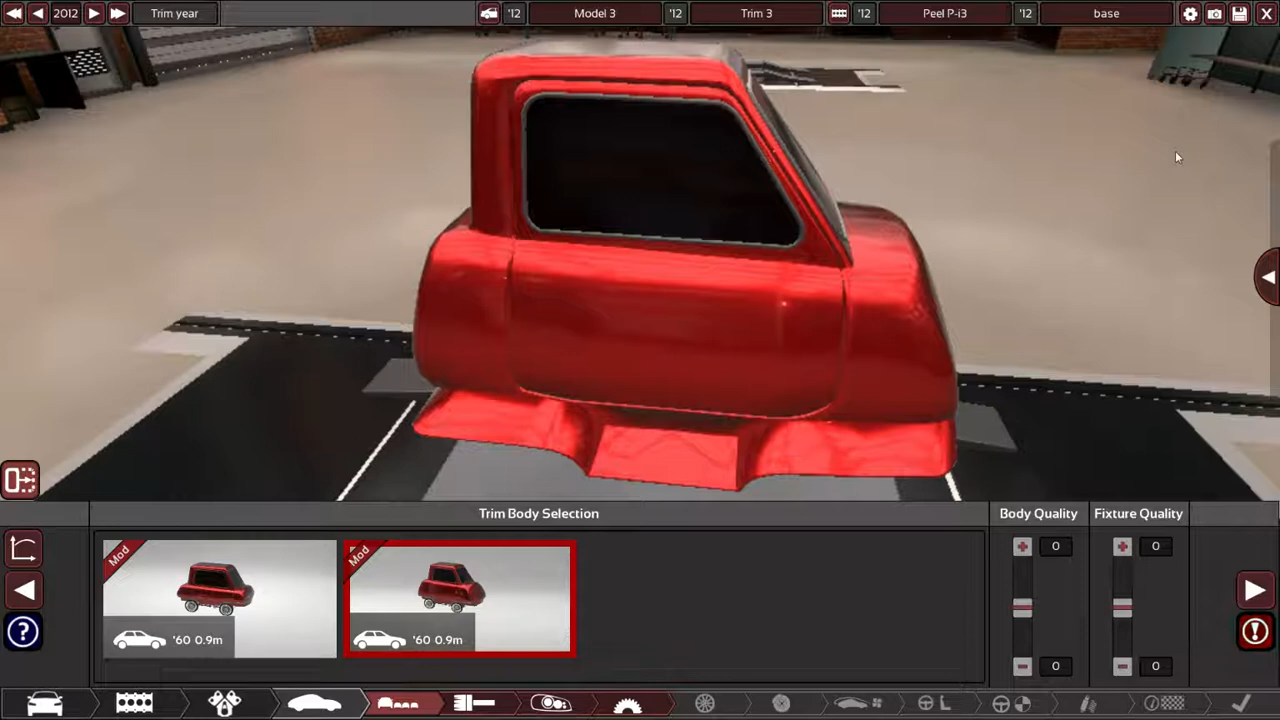 2012 Trim year '12 Model 3 '12 Trim 3 '12 Peel P-i3 '12 base
Trim Body Selection Body Quality Fixture Quality
Mod Mod
0 0
'60 0.9m '60 0.9m
0 0